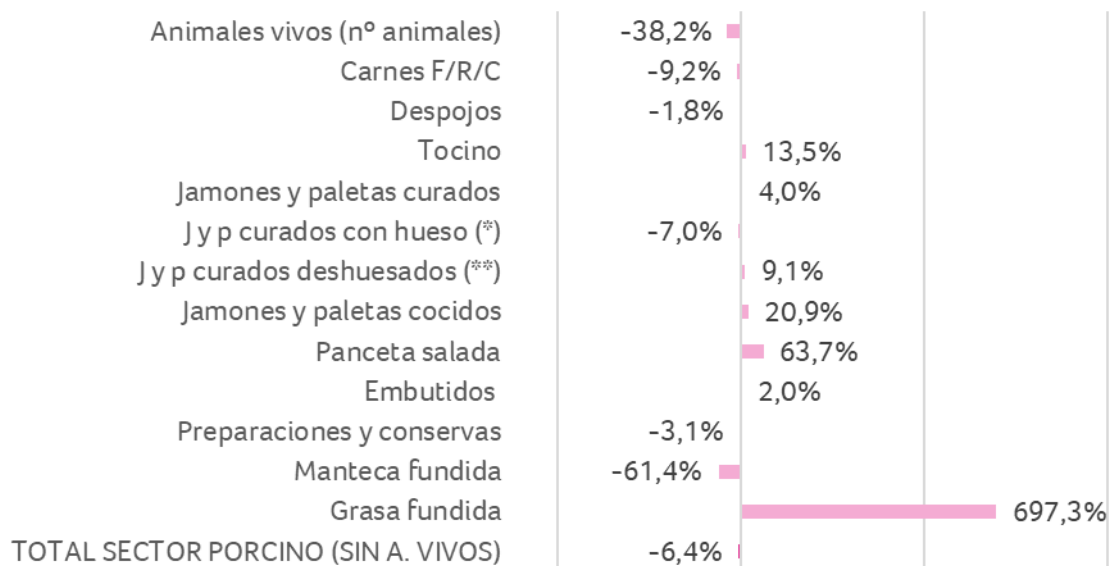 Animales vivos (nº animales) -38,2%
Carnes F/R/C -9,2%
Despojos -1,8%
Tocino 13,5%
Jamones y paletas curados 4,0%
J y p curados con hueso (*) -7,0%
J y p curados deshuesados (**) 9,1%
Jamones y paletas cocidos 20,9%
Panceta salada 63,7%
Embutidos 2,0%
Preparaciones y conservas -3,1%
Manteca fundida -61,4%
Grasa fundida 697,3%
TOTAL SECTOR PORCINO (SIN A. VIVOS) -6,4%